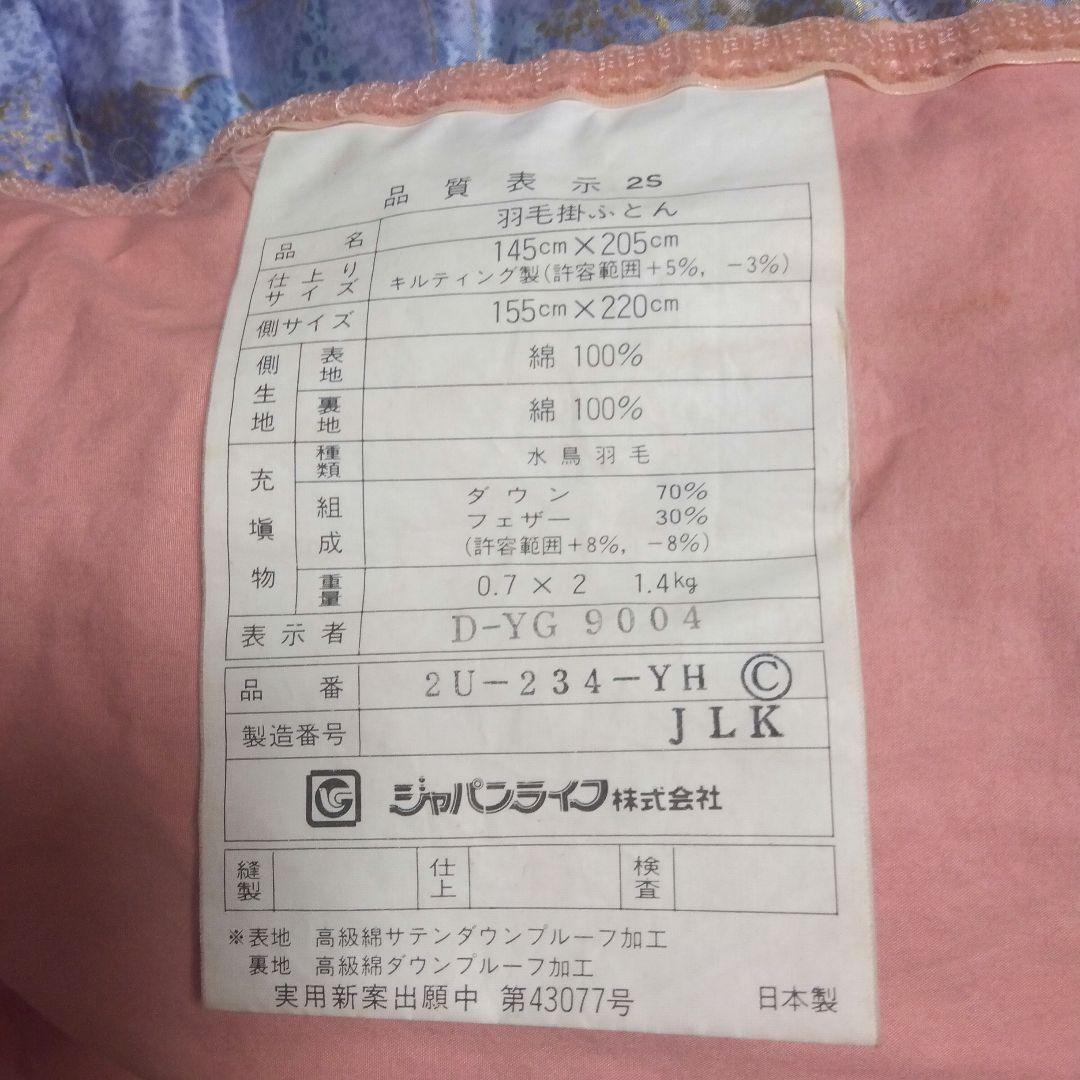 品質表示 2S
品名 羽毛掛ふとん
仕上りサイズ 145cm×205cm
キルティング製(許容範囲+5%, -3%)
側サイズ 155cm×220cm
側生地 表地 綿 100%
裏地 綿 100%
充塡物 種類 水鳥羽毛
組成 ダウン 70%
フェザー 30%
(許容範囲+8%, -8%)
重量 0.7 × 2 1.4kg
表示者 D-YG 9004
品番 2U-234-YH Ⓒ
製造番号 JLK
ジャパンライフ株式会社
縫製 仕上 検査
※表地 高級綿サテンダウンプルーフ加工
裏地 高級綿ダウンプルーフ加工
実用新案出願中 第43077号 日本製